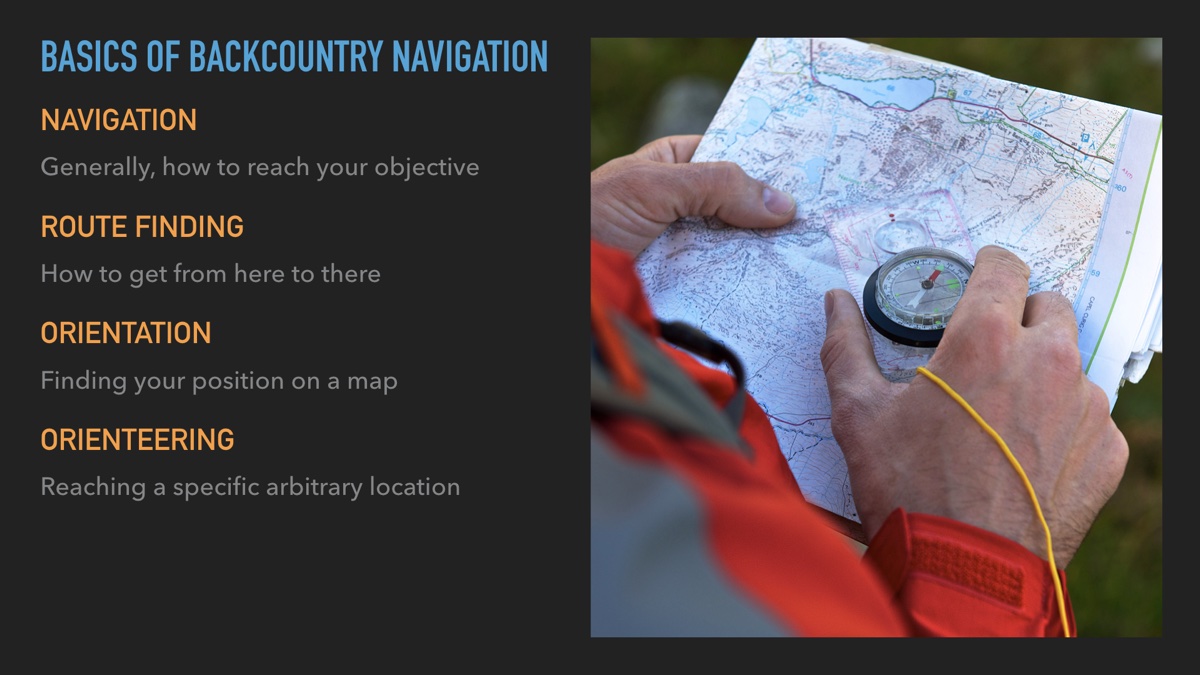 BASICS OF BACKCOUNTRY NAVIGATION
NAVIGATION
Generally, how to reach your objective
ROUTE FINDING
How to get from here to there
ORIENTATION
Finding your position on a map
ORIENTEERING
Reaching a specific arbitrary location